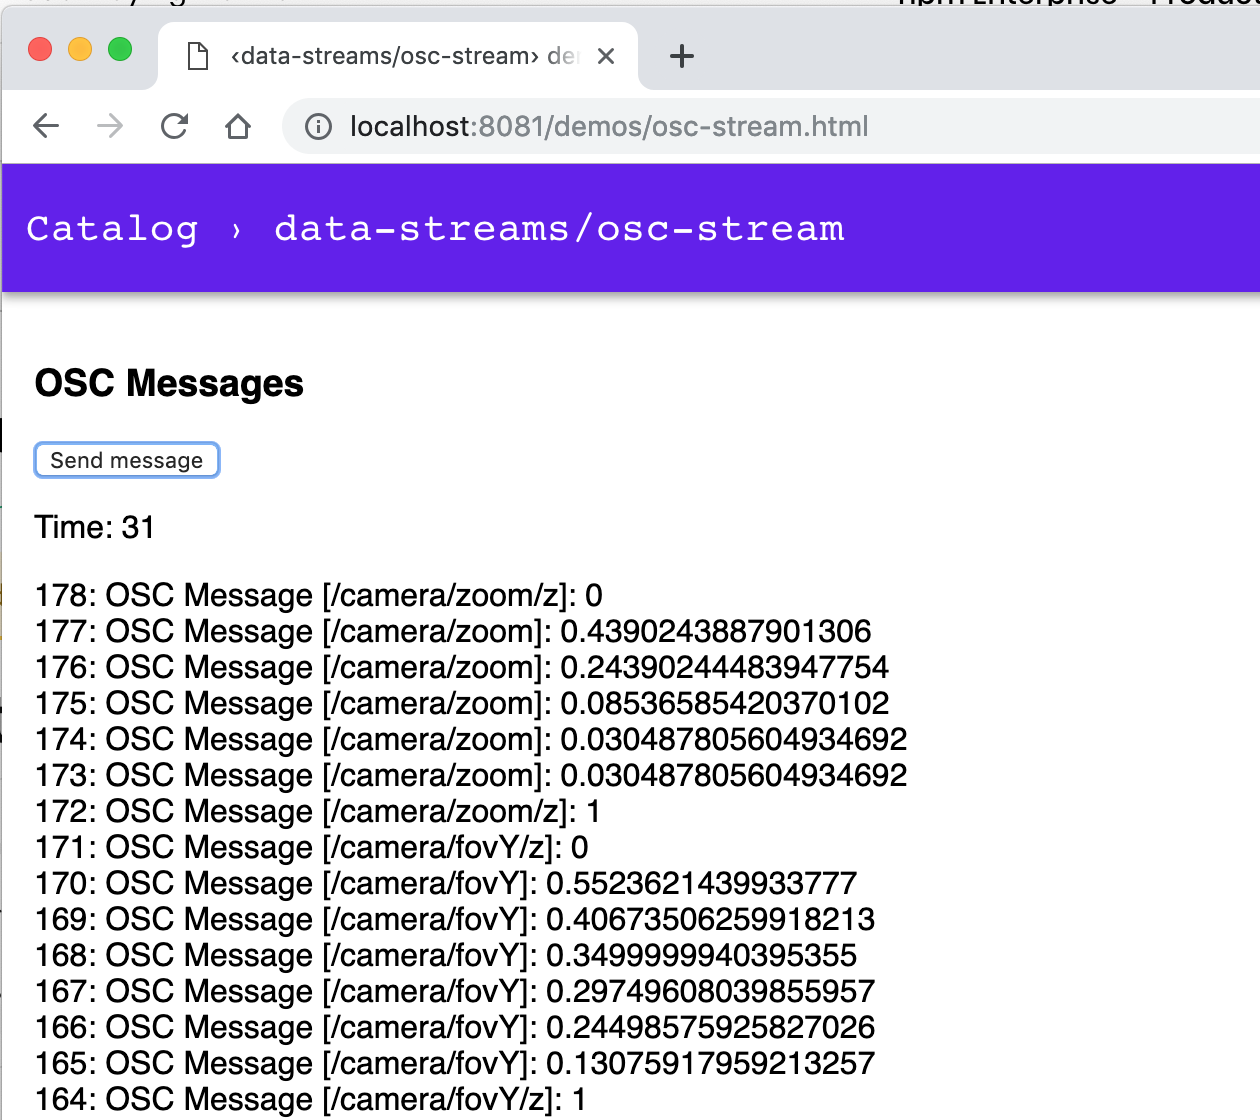 ‹data-streams/osc-stream› de
localhost:8081/demos/osc-stream.html
Catalog › data-streams/osc-stream
OSC Messages
Send message
Time: 31
178: OSC Message [/camera/zoom/z]: 0
177: OSC Message [/camera/zoom]: 0.4390243887901306
176: OSC Message [/camera/zoom]: 0.24390244483947754
175: OSC Message [/camera/zoom]: 0.08536585420370102
174: OSC Message [/camera/zoom]: 0.030487805604934692
173: OSC Message [/camera/zoom]: 0.030487805604934692
172: OSC Message [/camera/zoom/z]: 1
171: OSC Message [/camera/fovY/z]: 0
170: OSC Message [/camera/fovY]: 0.5523621439933777
169: OSC Message [/camera/fovY]: 0.40673506259918213
168: OSC Message [/camera/fovY]: 0.3499999940395355
167: OSC Message [/camera/fovY]: 0.29749608039855957
166: OSC Message [/camera/fovY]: 0.24498575925827026
165: OSC Message [/camera/fovY]: 0.13075917959213257
164: OSC Message [/camera/fovY/z]: 1